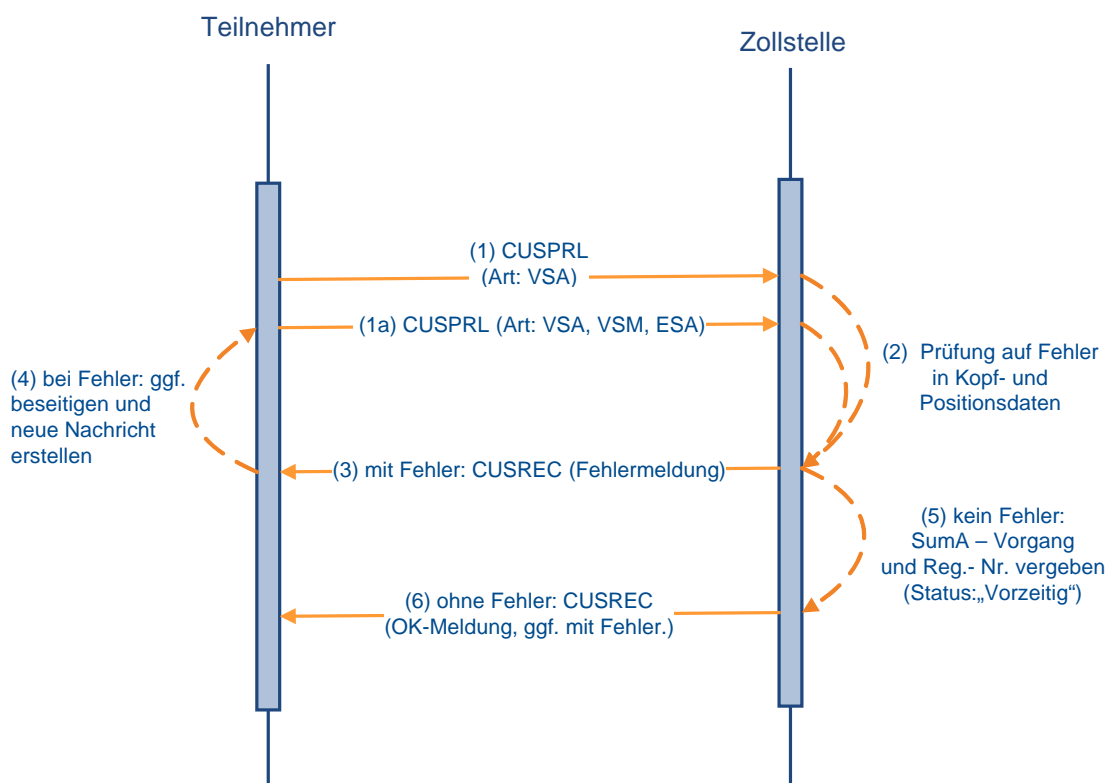 Teilnehmer
Zollstelle
(1) CUSPRL
(Art: VSA)
(1a) CUSPRL (Art: VSA, VSM, ESA)
(2) Prüfung auf Fehler
in Kopf- und
Positionsdaten
(4) bei Fehler: ggf.
beseitigen und
neue Nachricht
erstellen
(3) mit Fehler: CUSREC (Fehlermeldung)
(5) kein Fehler:
SumA – Vorgang
und Reg.- Nr. vergeben
(Status:„Vorzeitig“)
(6) ohne Fehler: CUSREC
(OK-Meldung, ggf. mit Fehler.)